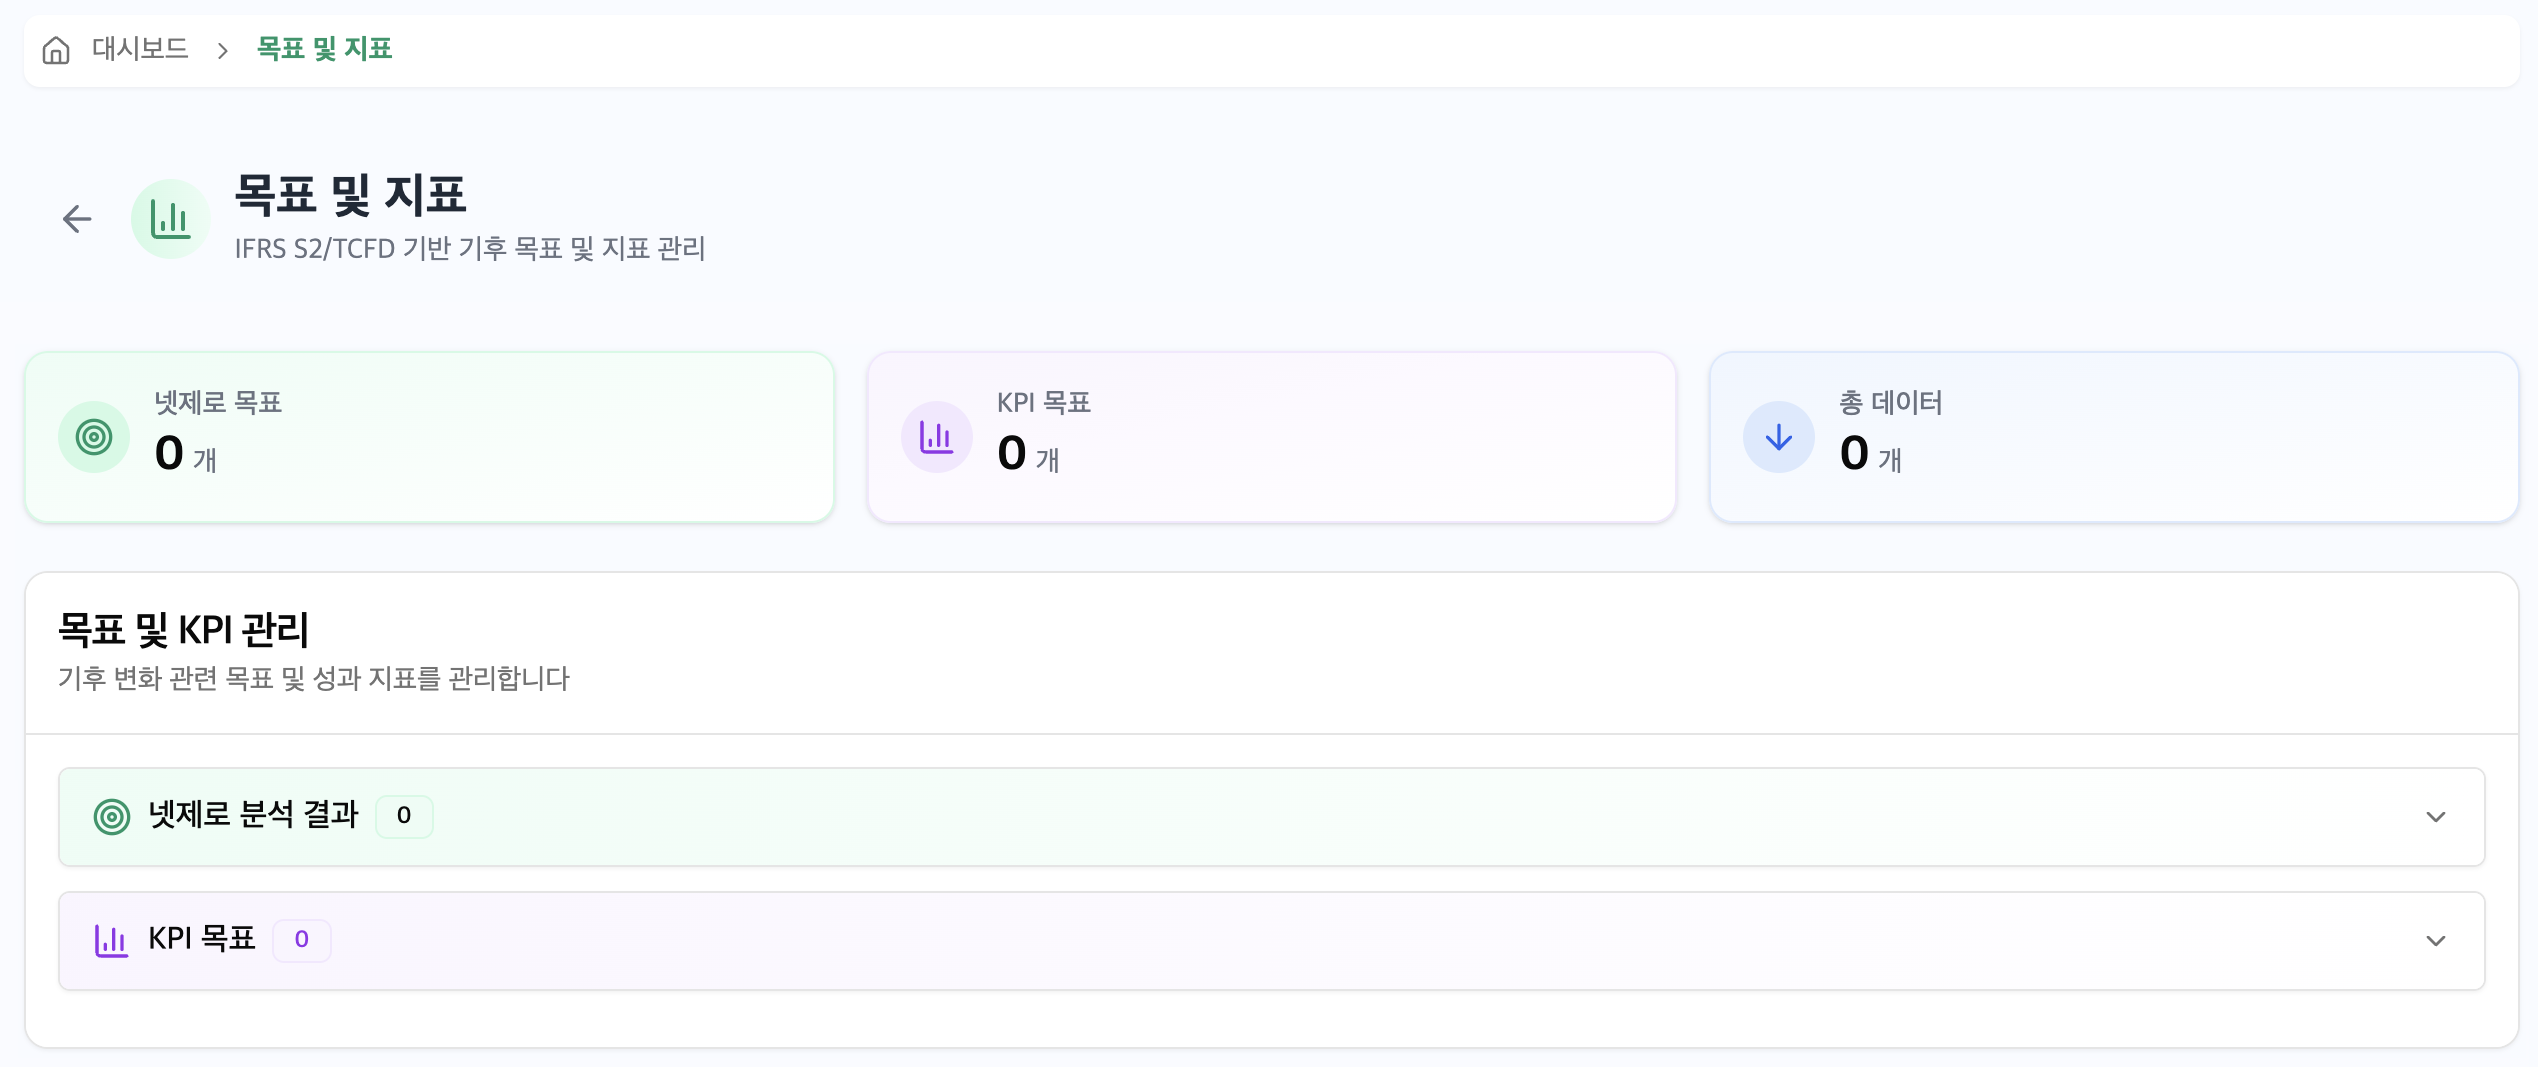 대시보드 > 목표 및 지표
목표 및 지표
IFRS S2/TCFD 기반 기후 목표 및 지표 관리
넷제로 목표
0 개
KPI 목표
0 개
총 데이터
0 개
목표 및 KPI 관리
기후 변화 관련 목표 및 성과 지표를 관리합니다
넷제로 분석 결과 0
KPI 목표 0